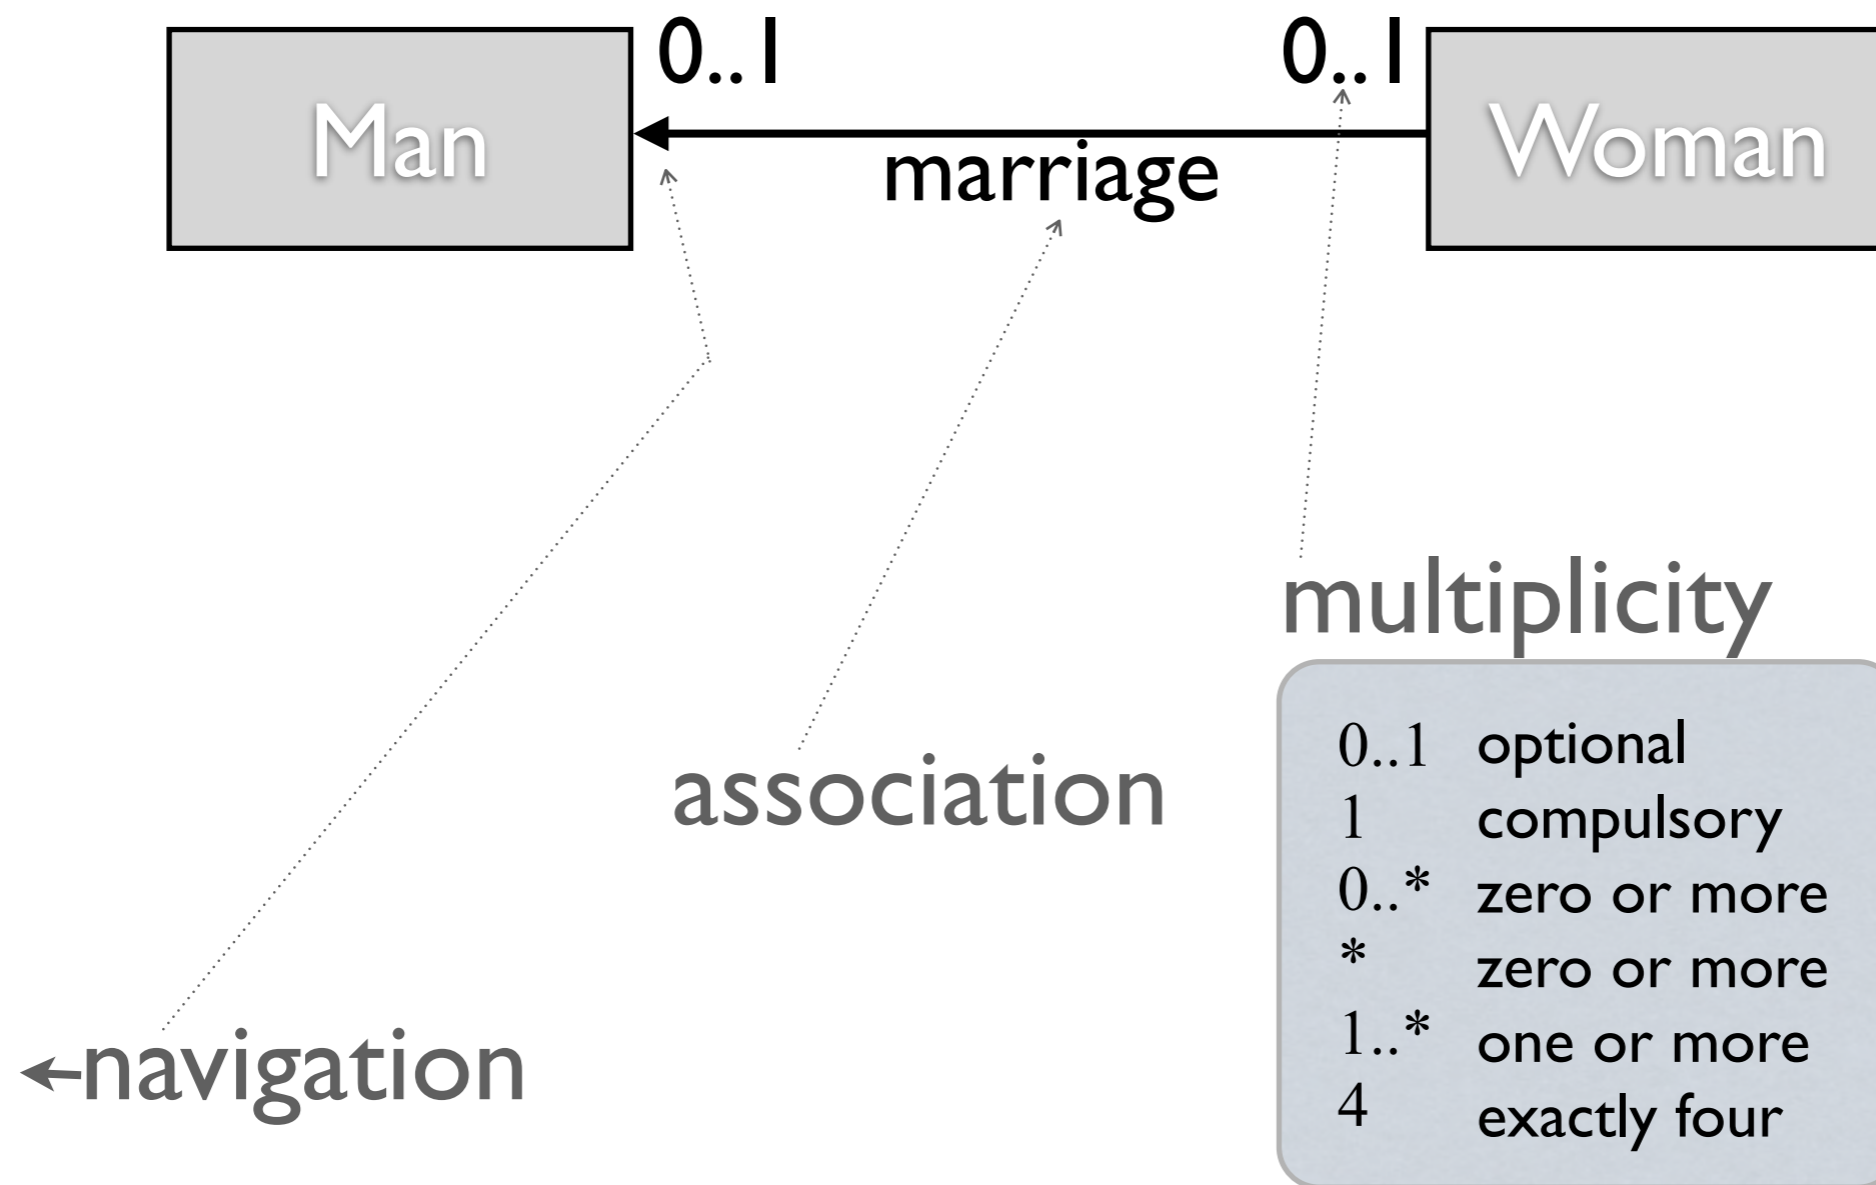 0..1 0..1
Man Woman
marriage
multiplicity
0..1 optional
association
1 compulsory
0..* zero or more
* zero or more
1..* one or more
navigation
4 exactly four